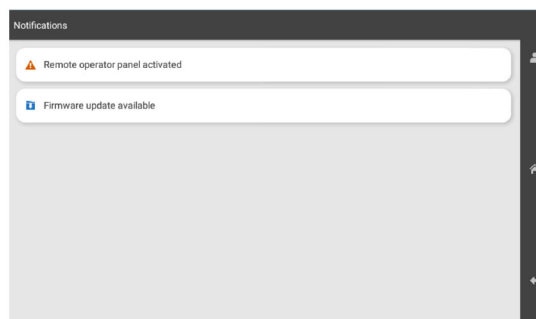 Notifications
Remote operator panel activated
Firmware update available